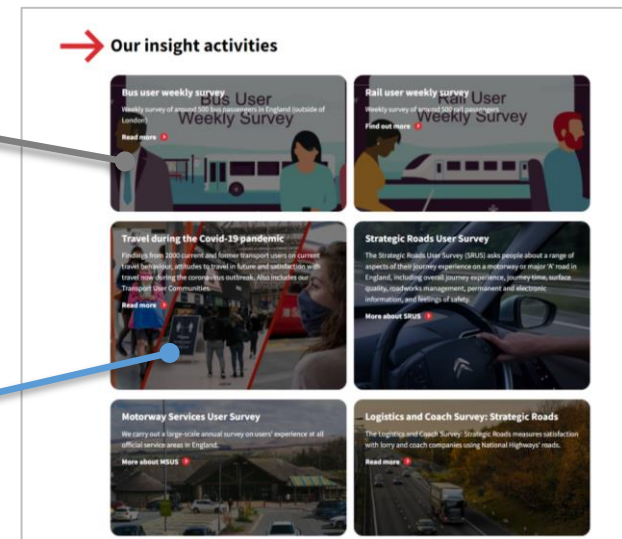 Our insight activities
Bus User
Weekly Survey
Bus user weekly survey
Weekly survey of around 500 bus passengers in England (outside of
London)
Read more
Rail User
Weekly Survey
Rail user weekly survey
Weekly survey of around 500 rail passengers
Find out more
Travel during the Covid-19 pandemic
Findings from 2000 current and former transport users on current
travel behaviour, attitudes to travel in future and satisfaction with
travel now during the coronavirus outbreak. Also includes our
Transport User Communities.
Read more
Strategic Roads User Survey
The Strategic Roads User Survey (SRUS) asks people about a range of
aspects of their journey experience on a motorway or major 'A' road in
England, including overall journey experience, journey time, surface
quality, roadworks management, permanent and electronic
information, and feelings of safety.
More about SRUS
Motorway Services User Survey
We carry out a large-scale annual survey on users' experience at all
official service areas in England.
More about MSUS
Logistics and Coach Survey: Strategic Roads
The Logistics and Coach Survey: Strategic Roads measures satisfaction
with lorry and coach companies using National Highways' roads.
Read more